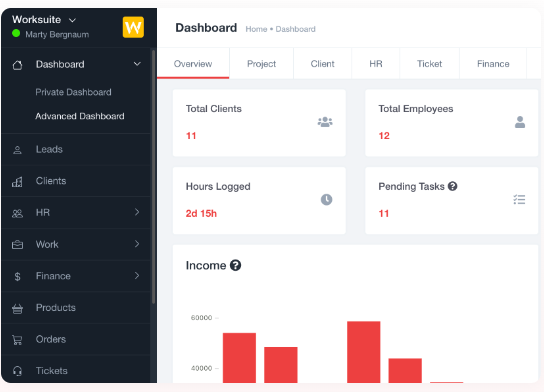 Worksuite
Marty Bergnaum
W
Dashboard
Private Dashboard
Advanced Dashboard
Leads
Clients
HR
Work
Finance
Products
Orders
Tickets
Dashboard
Home • Dashboard
Overview
Project
Client
HR
Ticket
Finance
Total Clients
11
Total Employees
12
Hours Logged
2d 15h
Pending Tasks
11
Income
60000
40000